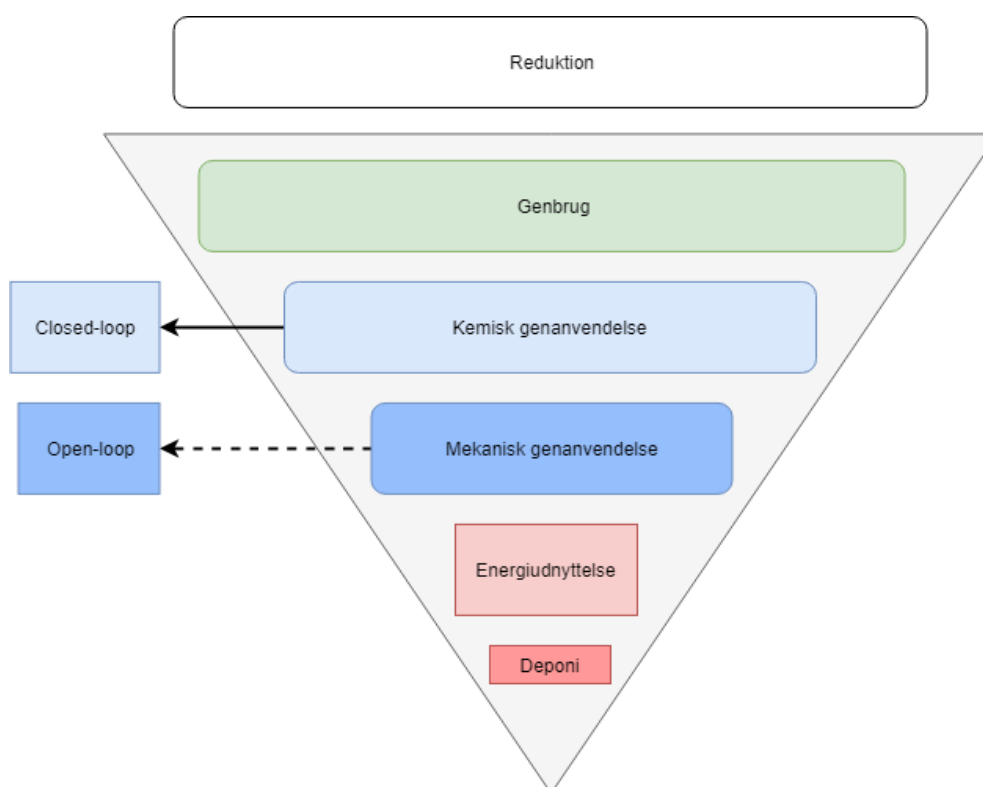 Reduktion
Genbrug
Closed-loop
Kemisk genanvendelse
Open-loop
Mekanisk genanvendelse
Energiudnyttelse
Deponi